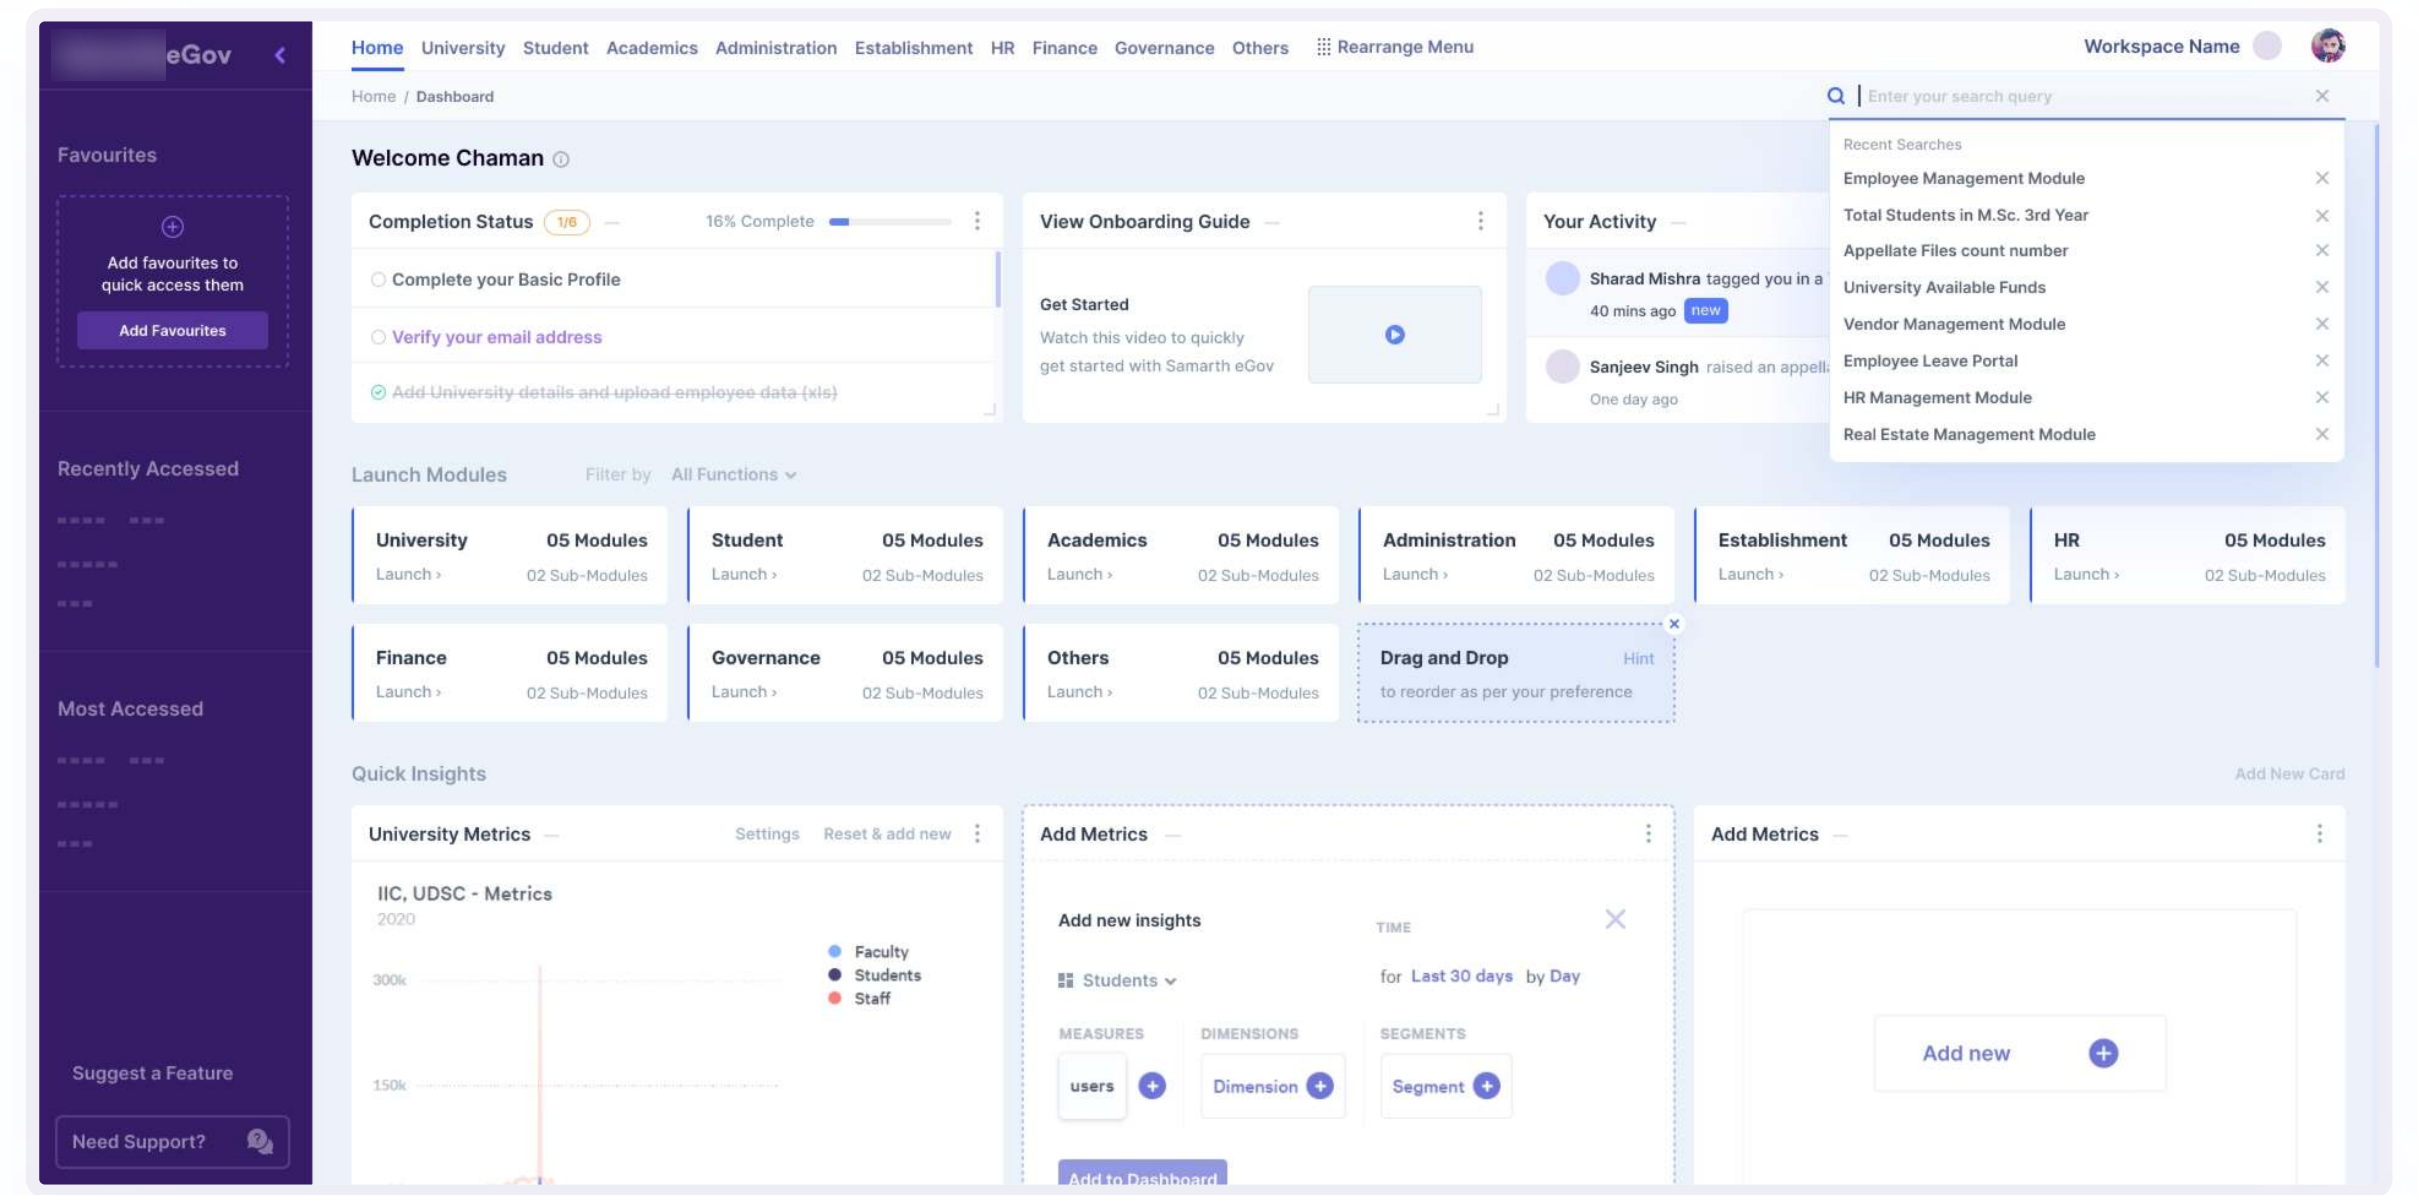 eGov
Home University Student Academics Administration Establishment HR Finance Governance Others Rearrange Menu
Workspace Name
Home / Dashboard
Enter your search query
Recent Searches
Employee Management Module
Total Students in M.Sc. 3rd Year
Appellate Files count number
University Available Funds
Vendor Management Module
Employee Leave Portal
HR Management Module
Real Estate Management Module
Favourites
Add favourites to
quick access them
Add Favourites
Recently Accessed
Most Accessed
Suggest a Feature
Need Support?
Welcome Chaman
Completion Status 1/6 16% Complete
Complete your Basic Profile
Verify your email address
Add University details and upload employee data (xls)
View Onboarding Guide
Get Started
Watch this video to quickly
get started with Samarth eGov
Your Activity
Sharad Mishra tagged you in a
40 mins ago new
Sanjeev Singh raised an appell
One day ago
Launch Modules Filter by All Functions
University 05 Modules
Launch › 02 Sub-Modules
Student 05 Modules
Launch › 02 Sub-Modules
Academics 05 Modules
Launch › 02 Sub-Modules
Administration 05 Modules
Launch › 02 Sub-Modules
Establishment 05 Modules
Launch › 02 Sub-Modules
HR 05 Modules
Launch › 02 Sub-Modules
Finance 05 Modules
Launch › 02 Sub-Modules
Governance 05 Modules
Launch › 02 Sub-Modules
Others 05 Modules
Launch › 02 Sub-Modules
Drag and Drop Hint
to reorder as per your preference
Quick Insights
Add New Card
University Metrics Settings Reset & add new
IIC, UDSC - Metrics
2020
Faculty
Students
Staff
300k
150k
Add Metrics
Add new insights
TIME
Students
for Last 30 days by Day
MEASURES DIMENSIONS SEGMENTS
users Dimension Segment
Add to Dashboard
Add Metrics
Add new